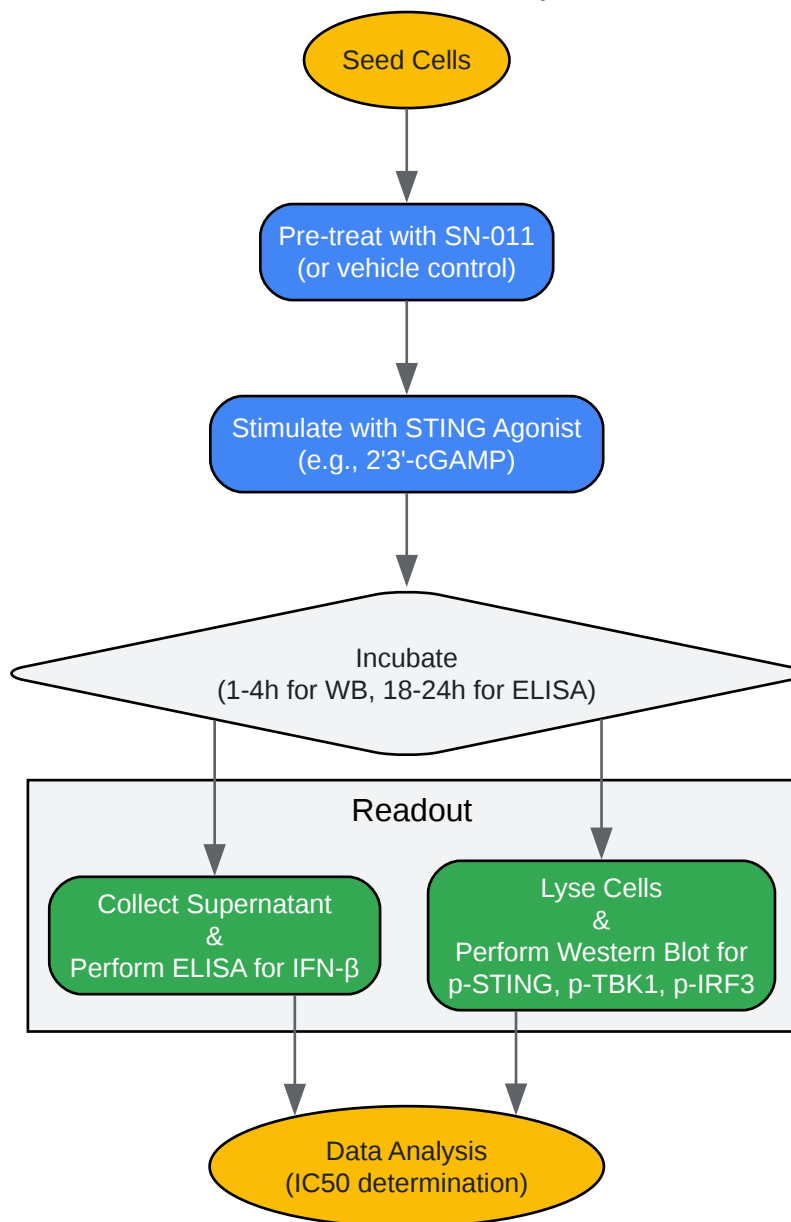 Seed Cells
Pre-treat with SN-011
(or vehicle control)
Stimulate with STING Agonist
(e.g., 2'3'-cGAMP)
Incubate
(1-4h for WB, 18-24h for ELISA)
Readout
Collect Supernatant
&
Perform ELISA for IFN-β
Lyse Cells
&
Perform Western Blot for
p-STING, p-TBK1, p-IRF3
Data Analysis
(IC50 determination)